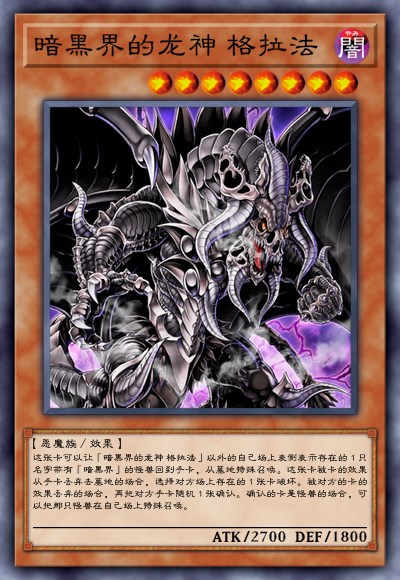 暗黑界的龙神 格拉法
やみ
闇
【恶魔族／效果】
这张卡可以让「暗黑界的龙神 格拉法」以外的自己场上表侧表示存在的1只
名字带有「暗黑界」的怪兽回到手卡，从墓地特殊召唤。这张卡被卡的效果
从手卡丢弃去墓地的场合，选择对方场上存在的1张卡破坏。被对方的卡的
效果丢弃的场合，再把对方手卡随机1张确认。确认的卡是怪兽的场合，可
以把那只怪兽在自己场上特殊召唤。
ATK/2700 DEF/1800